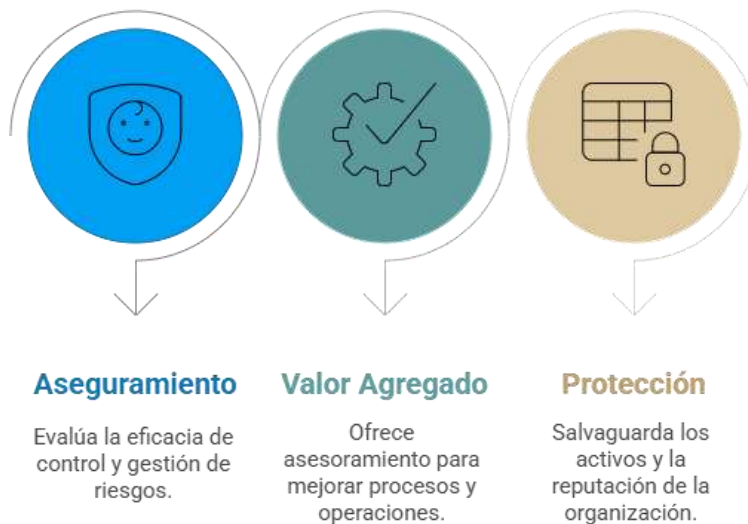 Aseguramiento
Evalúa la eficacia de
control y gestión de
riesgos.
Valor Agregado
Ofrece
asesoramiento para
mejorar procesos y
operaciones.
Protección
Salvaguarda los
activos y la
reputación de la
organización.